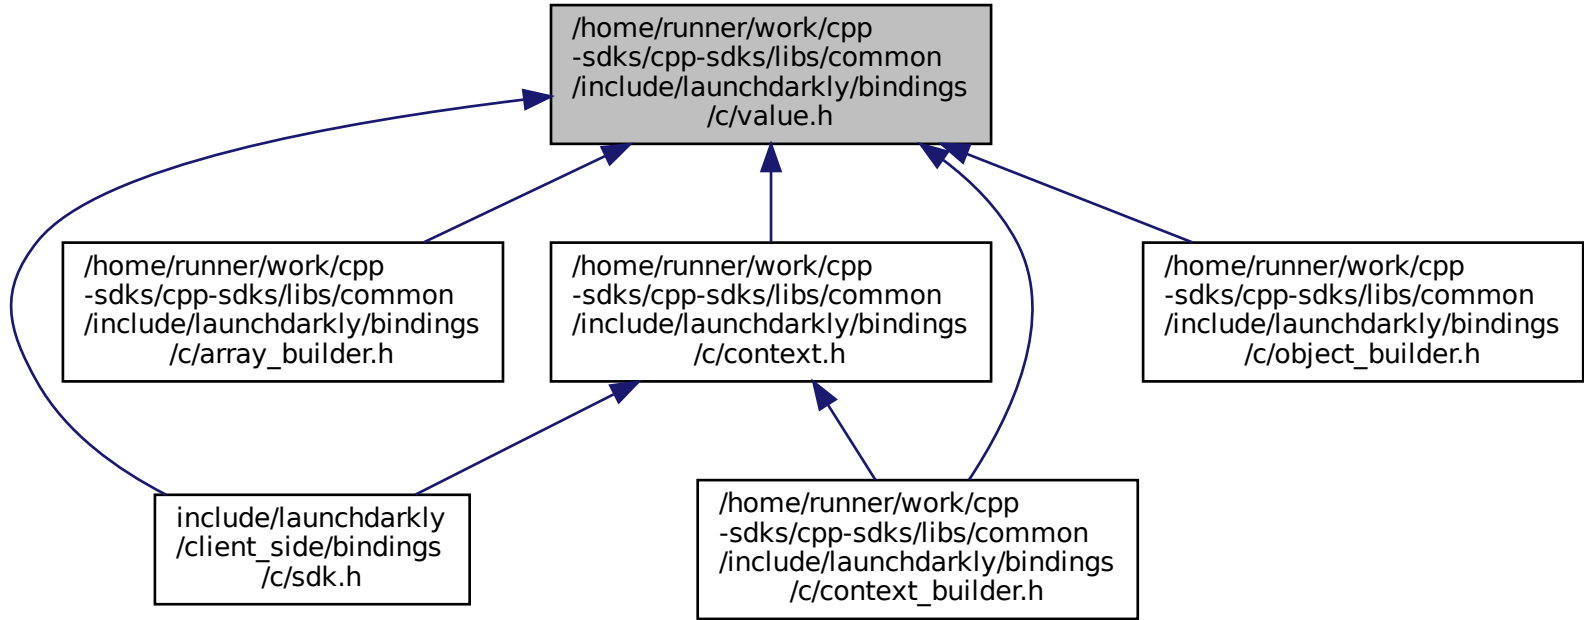 /home/runner/work/cpp
-sdks/cpp-sdks/libs/common
/include/launchdarkly/bindings
/c/value.h
/home/runner/work/cpp
-sdks/cpp-sdks/libs/common
/include/launchdarkly/bindings
/c/array_builder.h
/home/runner/work/cpp
-sdks/cpp-sdks/libs/common
/include/launchdarkly/bindings
/c/context.h
/home/runner/work/cpp
-sdks/cpp-sdks/libs/common
/include/launchdarkly/bindings
/c/object_builder.h
include/launchdarkly
/client_side/bindings
/c/sdk.h
/home/runner/work/cpp
-sdks/cpp-sdks/libs/common
/include/launchdarkly/bindings
/c/context_builder.h